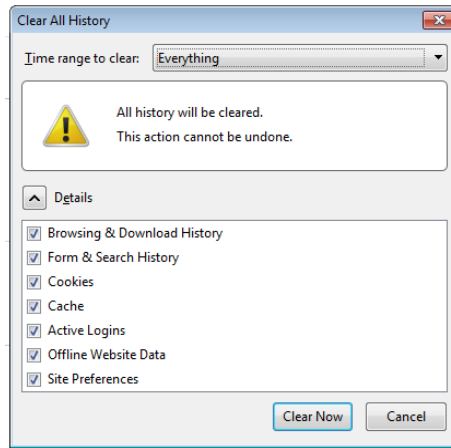 Clear All History
Time range to clear: Everything
All history will be cleared.
This action cannot be undone.
Details
Browsing & Download History
Form & Search History
Cookies
Cache
Active Logins
Offline Website Data
Site Preferences
Clear Now Cancel